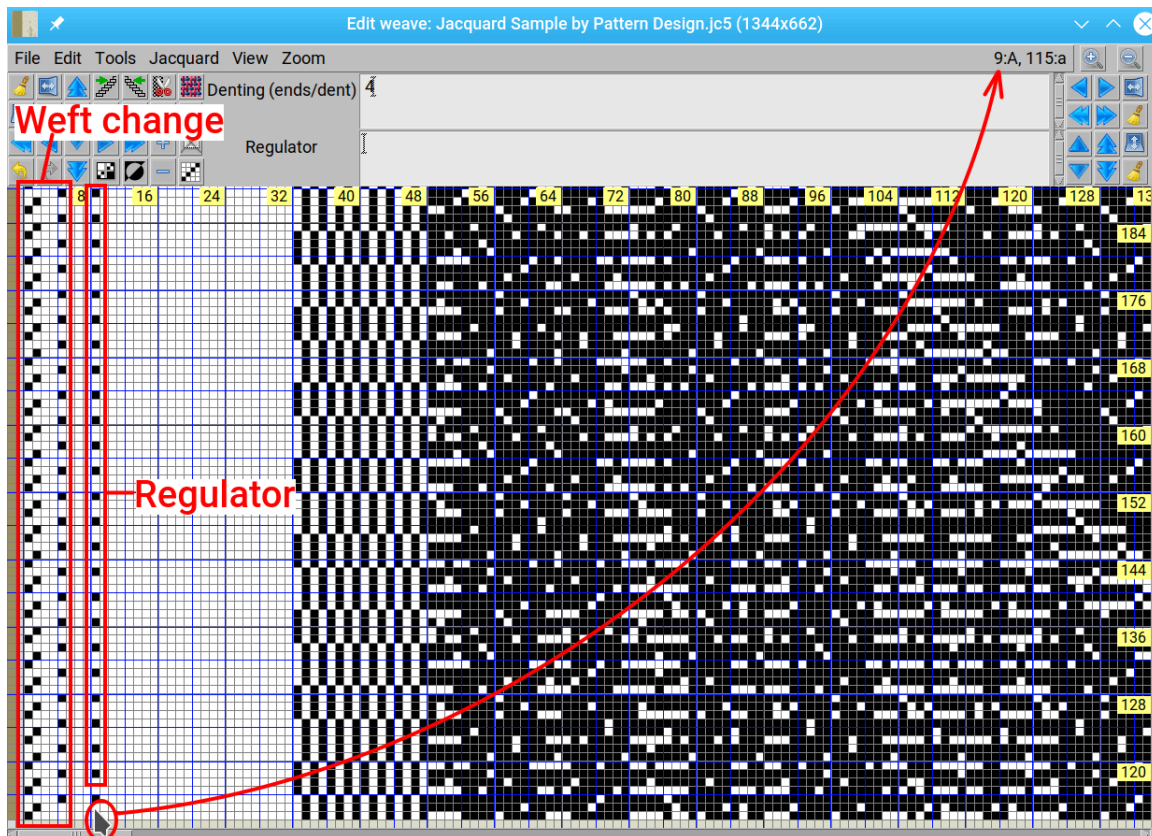 Edit weave: Jacquard Sample by Pattern Design.jc5 (1344x662)
File Edit Tools Jacquard View Zoom
9:A, 115:a
Denting (ends/dent) 4
Weft change
Regulator
8 16 24 32 40 48 56 64 72 80 88 96 104 112 120 128 13
184
176
168
160
Regulator
152
144
136
128
120